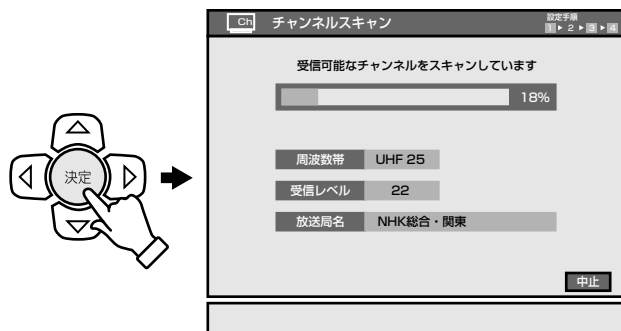 Ch チャンネルスキャン
設定手順
1 ▶ 2 ▶ 3 ▶ 4
受信可能なチャンネルをスキャンしています
18%
決定
周波数帯 UHF 25
受信レベル 22
放送局名 NHK総合・関東
中止